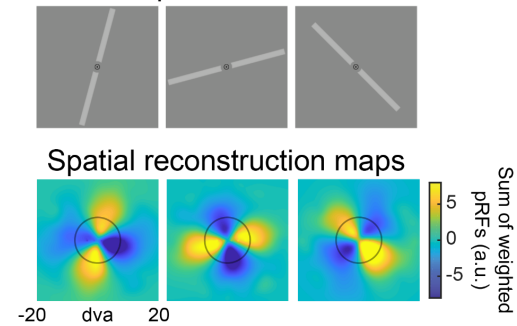 Spatial reconstruction maps
Sum of weighted
pRFs (a.u.)
5
0
-5
-20 dva 20